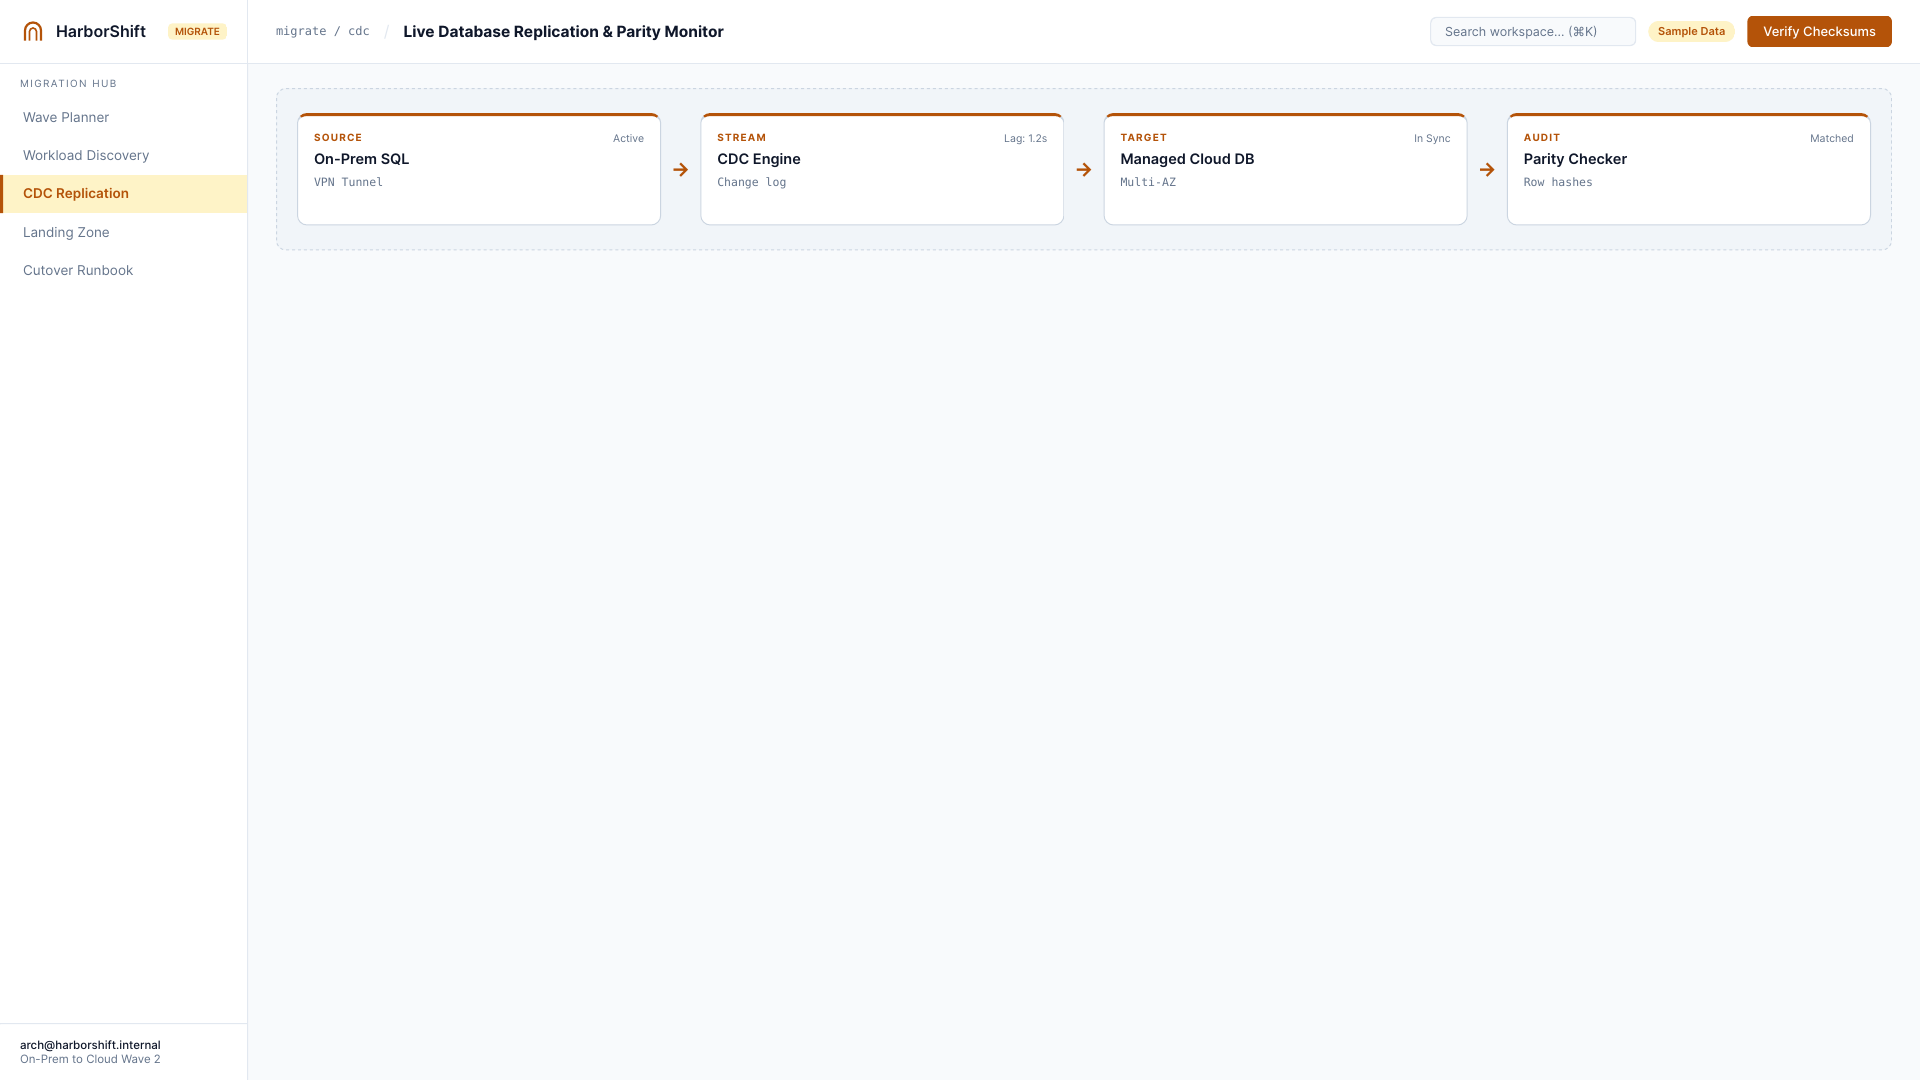 HarborShift MIGRATE
migrate / cdc / Live Database Replication & Parity Monitor
Search workspace... (⌘K)
Sample Data
Verify Checksums
MIGRATION HUB
Wave Planner
Workload Discovery
CDC Replication
Landing Zone
Cutover Runbook
SOURCE Active
On-Prem SQL
VPN Tunnel
→
STREAM Lag: 1.2s
CDC Engine
Change log
→
TARGET In Sync
Managed Cloud DB
Multi-AZ
→
AUDIT Matched
Parity Checker
Row hashes
arch@harborshift.internal
On-Prem to Cloud Wave 2